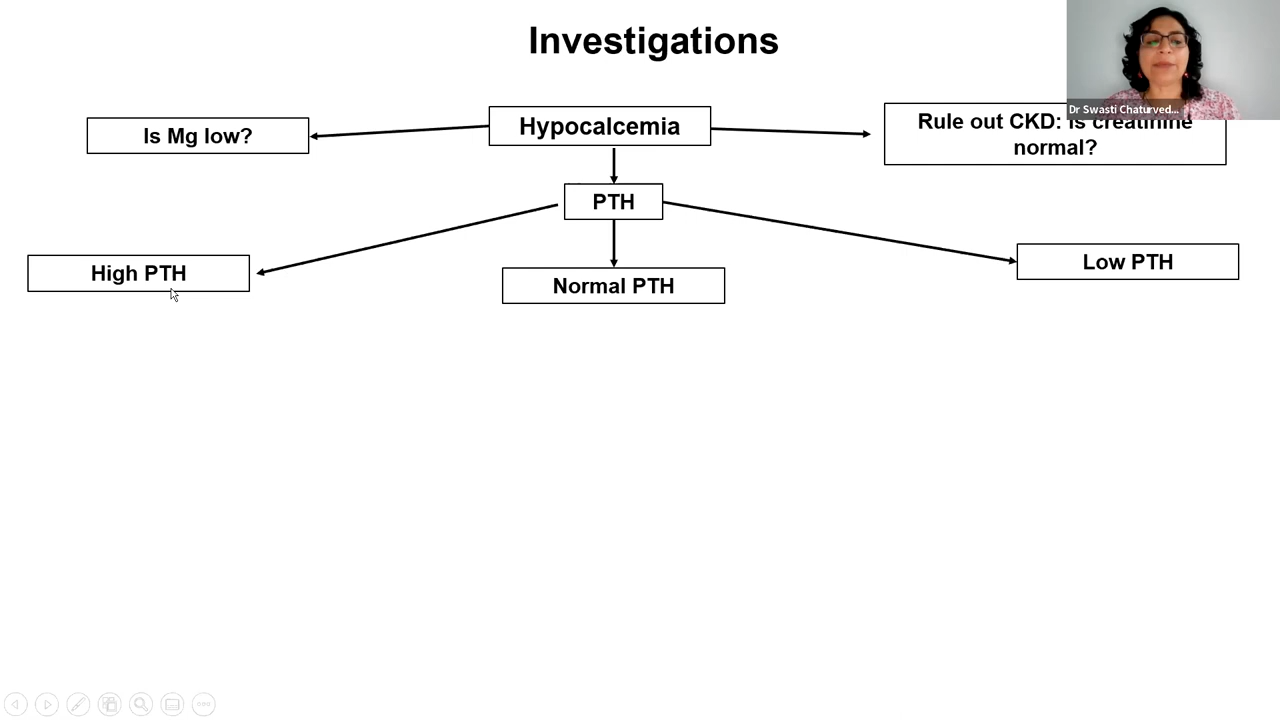 Investigations
Dr Swasti Chaturved...
Is Mg low?
Hypocalcemia
Rule out CKD: Is creatinine
normal?
PTH
High PTH
Normal PTH
Low PTH